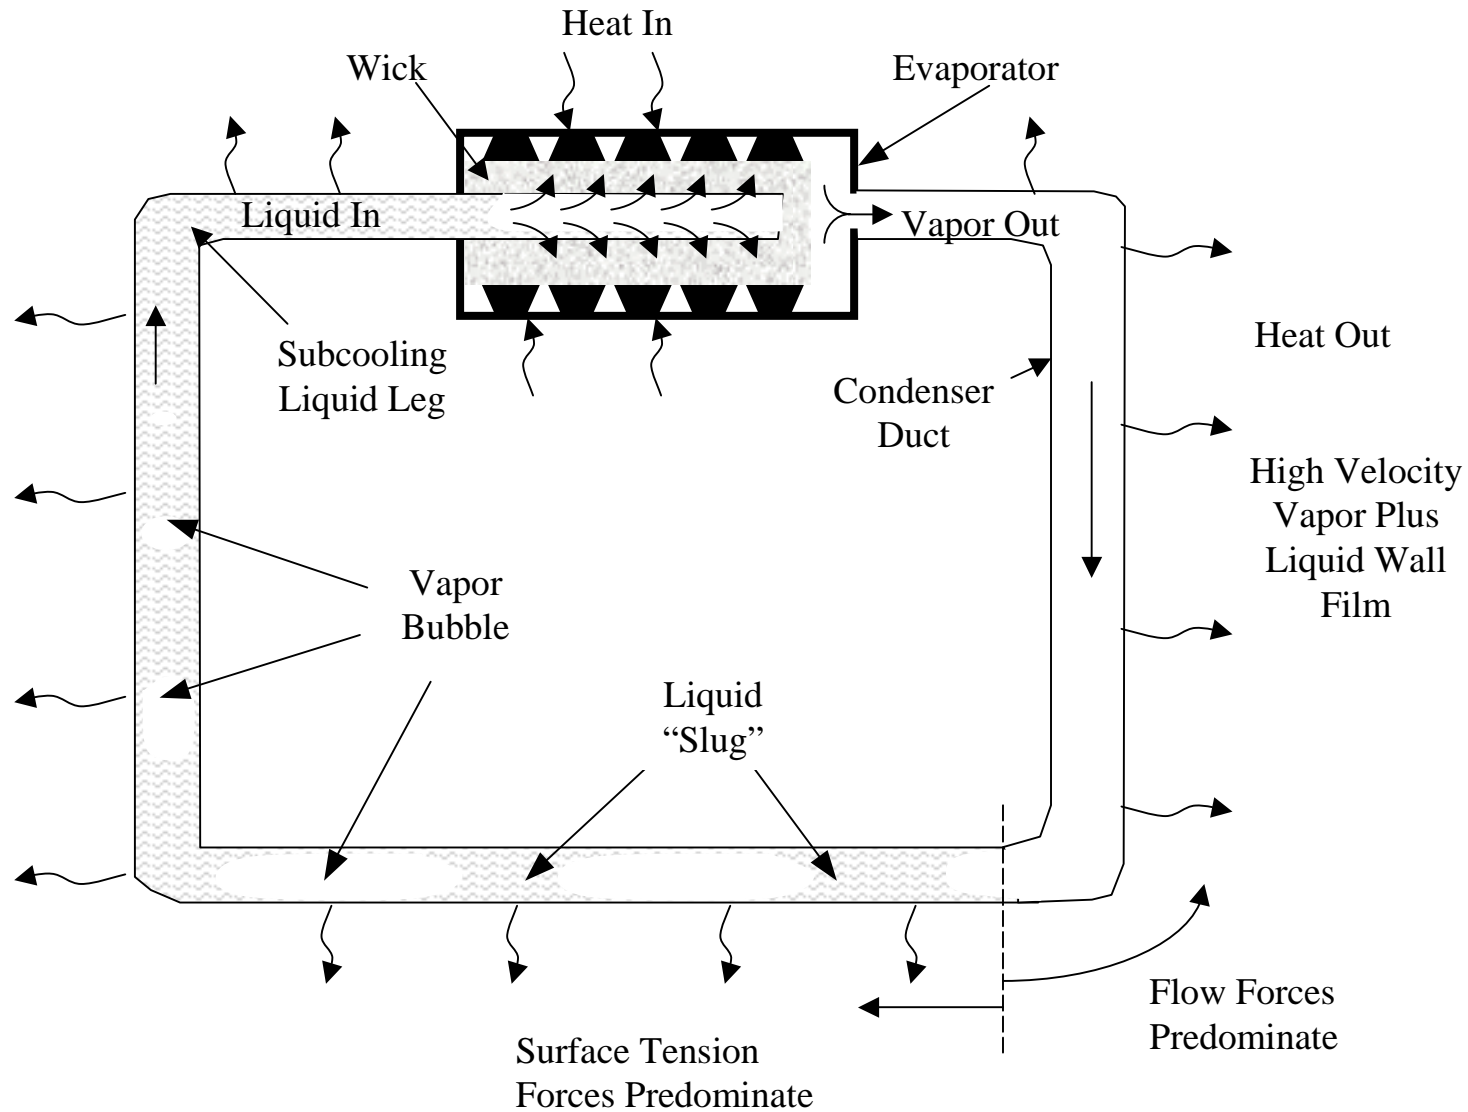 Heat In
Wick
Evaporator
Liquid In
Vapor Out
Subcooling
Liquid Leg
Heat Out
Condenser
Duct
High Velocity
Vapor Plus
Liquid Wall
Film
Vapor
Bubble
Liquid
“Slug”
Flow Forces
Predominate
Surface Tension
Forces Predominate